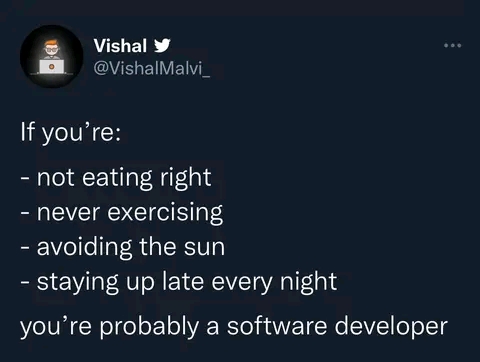 Vishal
@VishalMalvi_
If you’re:
- not eating right
- never exercising
- avoiding the sun
- staying up late every night
you’re probably a software developer